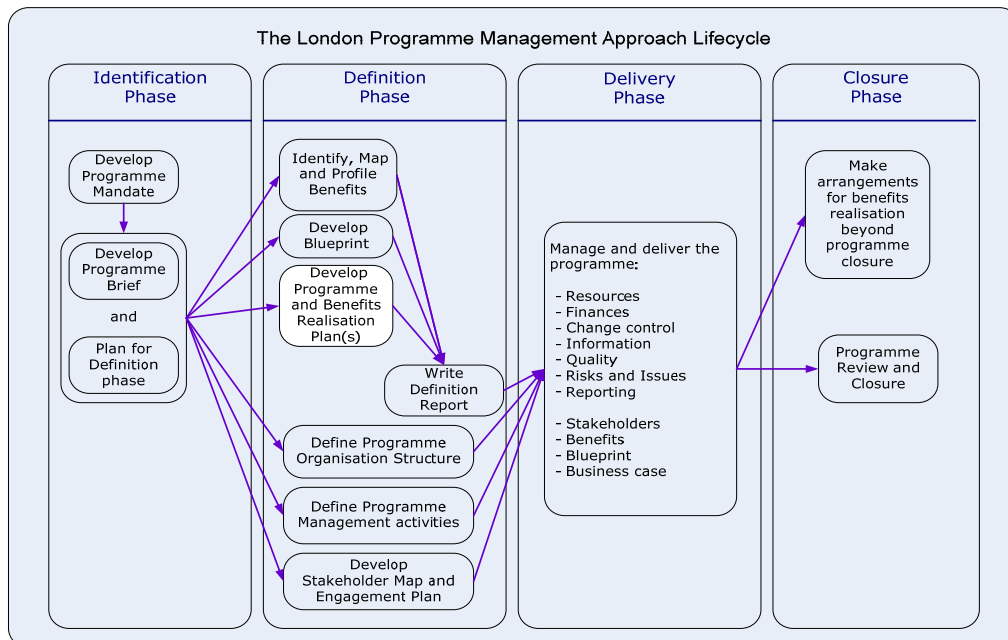 The London Programme Management Approach Lifecycle
Identification
Phase
Develop
Programme
Mandate
Develop
Programme
Brief
and
Plan for
Definition
phase
Definition
Phase
Identify, Map
and Profile
Benefits
Develop
Blueprint
Develop
Programme
and Benefits
Realisation
Plan(s)
Write
Definition
Report
Define Programme
Organisation Structure
Define Programme
Management activities
Develop
Stakeholder Map and
Engagement Plan
Delivery
Phase
Manage and deliver the
programme:
- Resources
- Finances
- Change control
- Information
- Quality
- Risks and Issues
- Reporting
- Stakeholders
- Benefits
- Blueprint
- Business case
Closure
Phase
Make
arrangements
for benefits
realisation
beyond
programme
closure
Programme
Review and
Closure